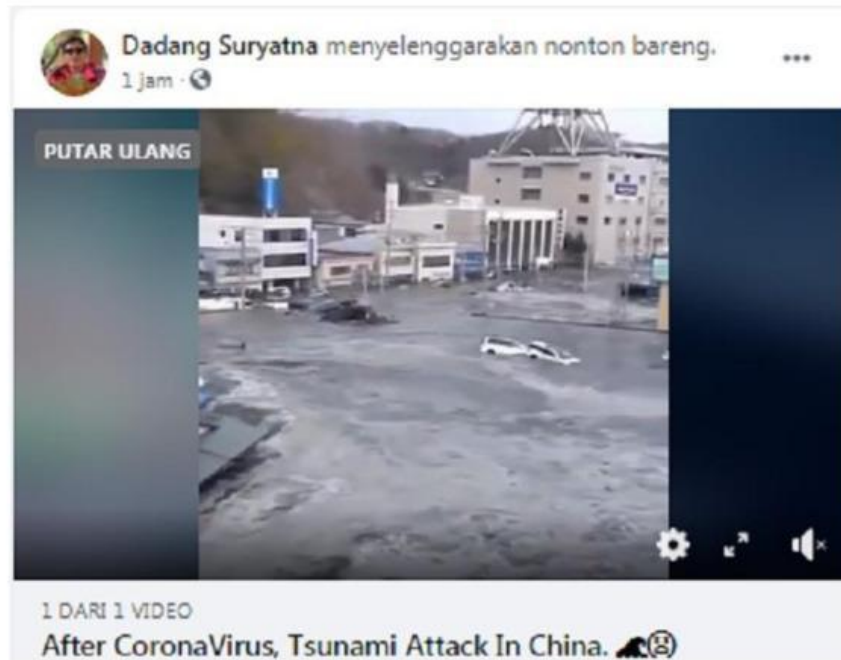 Dadang Suryatna menyelenggarakan nonton bareng.
1 jam ·
PUTAR ULANG
1 DARI 1 VIDEO
After CoronaVirus, Tsunami Attack In China. 🌊😧